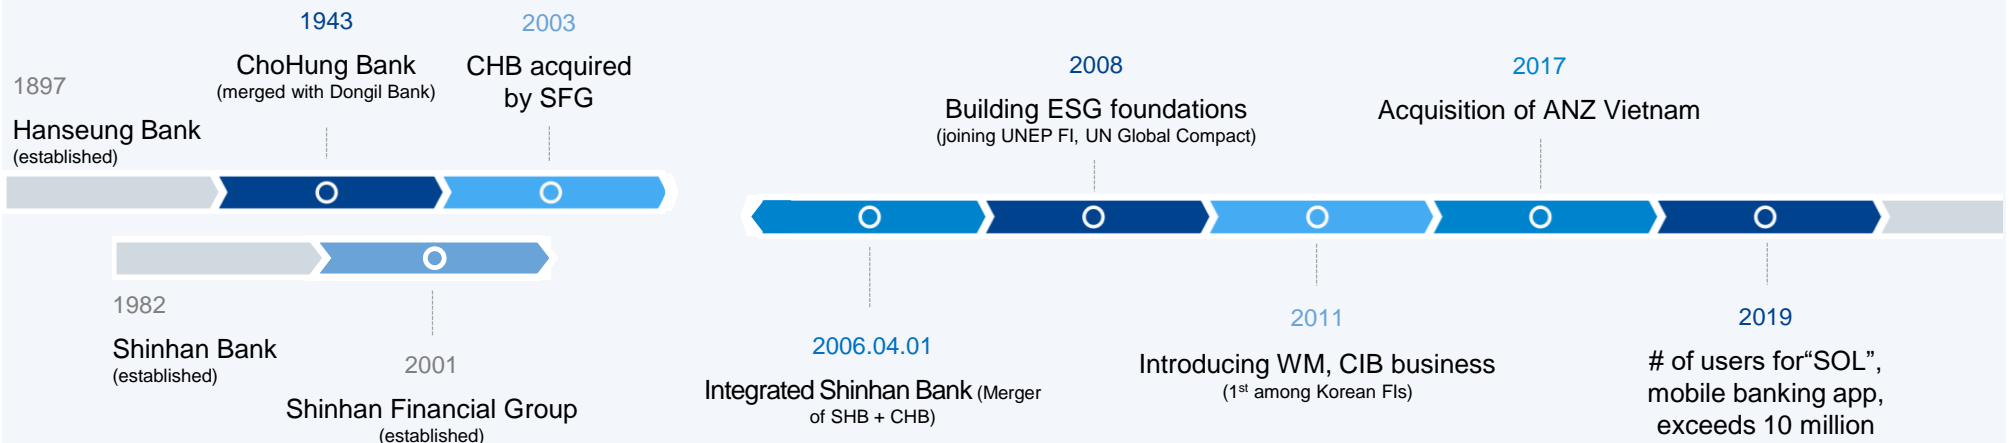 1897
Hanseung Bank
(established)
1943
ChoHung Bank
(merged with Dongil Bank)
2003
CHB acquired
by SFG
1982
Shinhan Bank
(established)
2001
Shinhan Financial Group
(established)
2006.04.01
Integrated Shinhan Bank (Merger
of SHB + CHB)
2008
Building ESG foundations
(joining UNEP FI, UN Global Compact)
2011
Introducing WM, CIB business
(1st among Korean FIs)
2017
Acquisition of ANZ Vietnam
2019
# of users for“SOL”,
mobile banking app,
exceeds 10 million